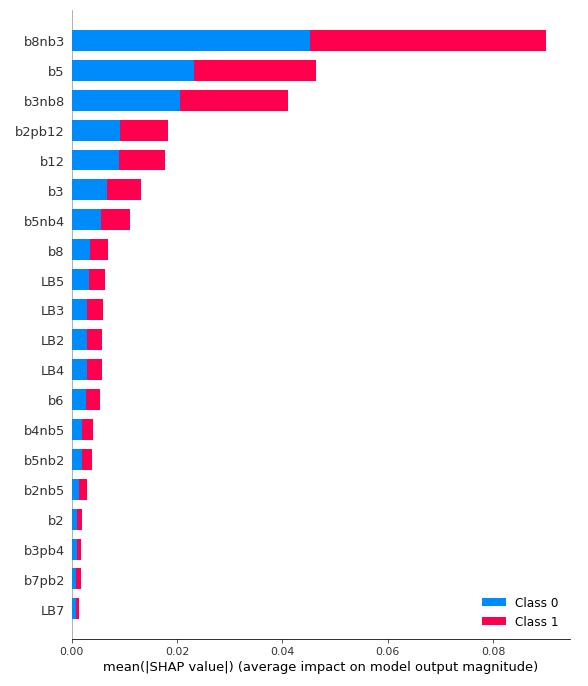 b8nb3
b5
b3nb8
b2pb12
b12
b3
b5nb4
b8
LB5
LB3
LB2
LB4
b6
b4nb5
b5nb2
b2nb5
b2
b3pb4
b7pb2
LB7
Class 0
Class 1
0.00 0.02 0.04 0.06 0.08
mean(|SHAP value|) (average impact on model output magnitude)